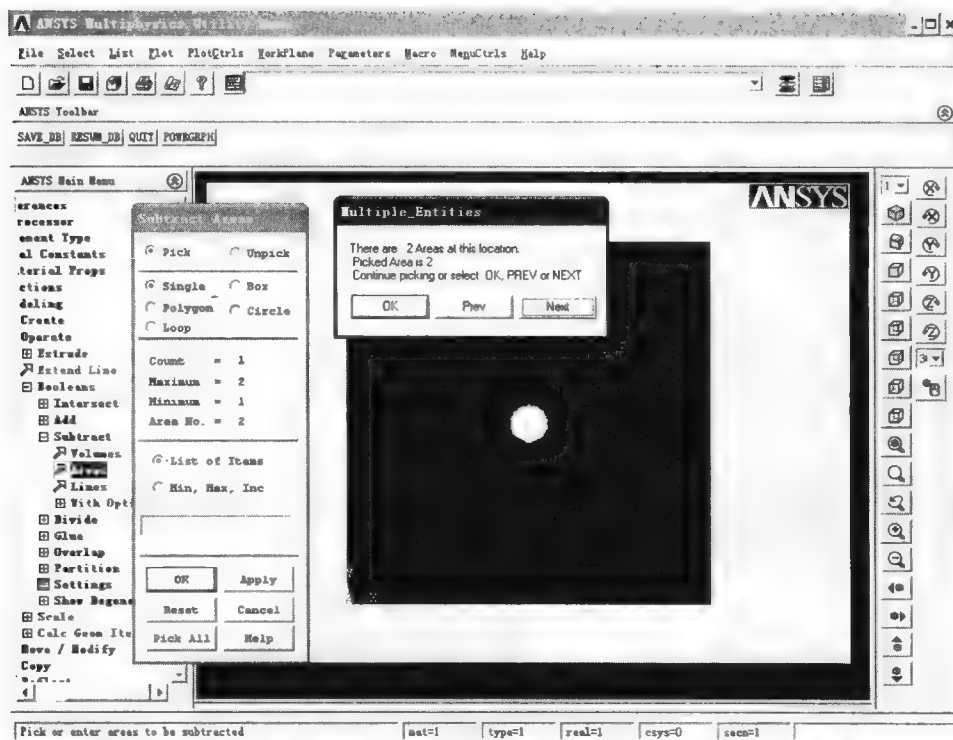 ANSYS Multiphysics Utility Menu
File Select List Plot PlotCtrls WorkPlane Parameters Macro MenuCtrls Help
ANSYS Toolbar
SAVE_DB RESUM_DB QUIT POWRGRPH
ANSYS Main Menu
erences
rocessor
ement Type
al Constants
terial Props
ctions
deling
Create
Operate
Extrude
Extend Line
Booleans
Intersect
Add
Subtract
Volumes
Areas
Lines
With Opti
Divide
Glue
Overlap
Partition
Settings
Show Degene
Scale
Calc Geom Ite
Move / Modify
Copy
Reflect
Subtract Areas
Pick Unpick
Single Box
Polygon Circle
Loop
Count = 1
Maximum = 2
Minimum = 1
Area No. = 2
List of Items
Min, Max, Inc
OK Apply
Reset Cancel
Pick All Help
Multiple_Entities
There are 2 Areas at this location.
Picked Area is 2
Continue picking or select OK, PREV or NEXT
OK Prev Next
ANSYS
1
3
Pick or enter areas to be subtracted
mat=1 type=1 real=1 csys=0 secn=1